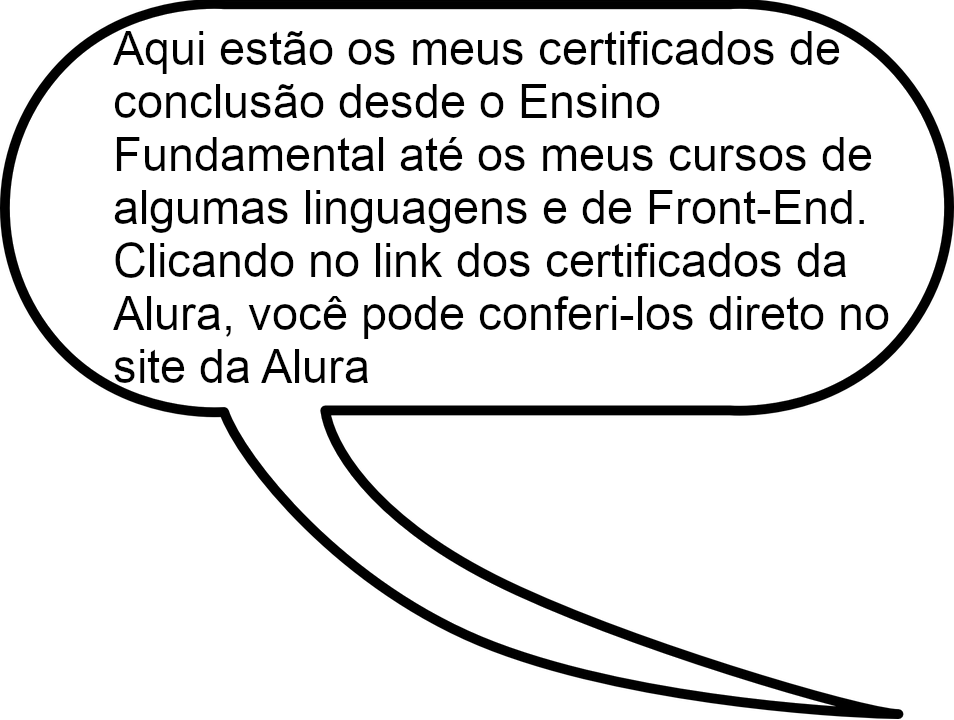 Aqui estão os meus certificados de
conclusão desde o Ensino
Fundamental até os meus cursos de
algumas linguagens e de Front-End.
Clicando no link dos certificados da
Alura, você pode conferi-los direto no
site da Alura